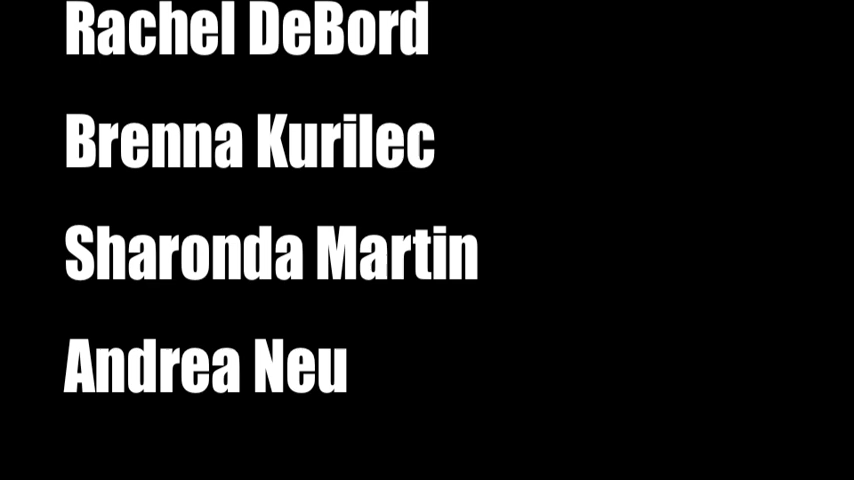 Rachel DeBord
Brenna Kurilec
Sharonda Martin
Andrea Neu